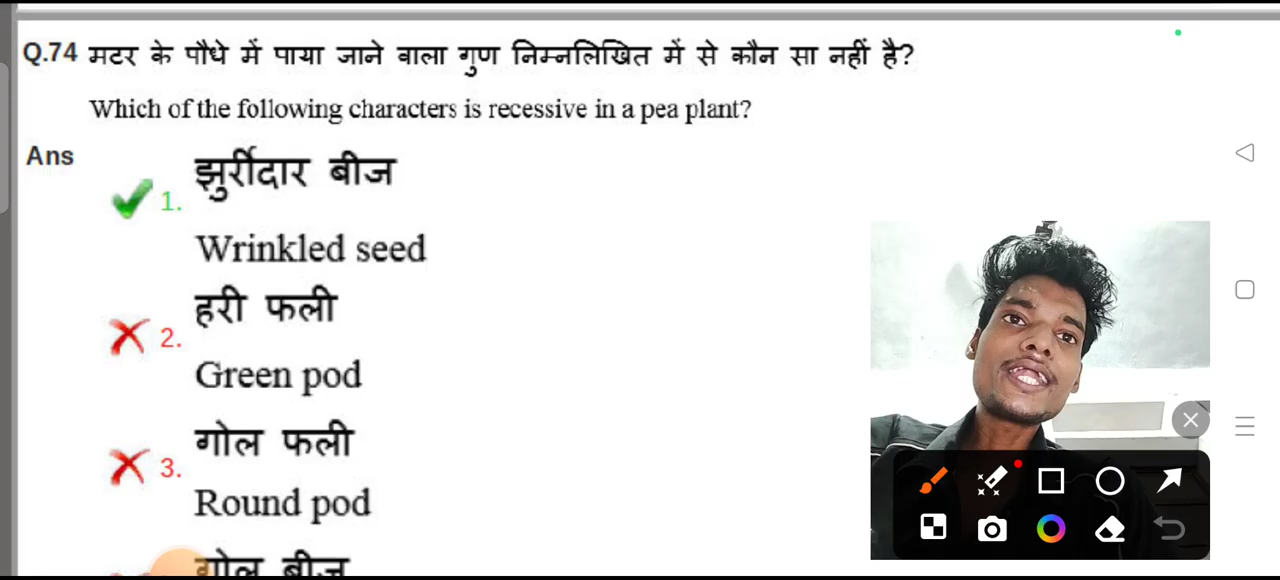 Q.74 मटर के पौधे में पाया जाने वाला गुण निम्नलिखित में से कौन सा नहीं है?
Which of the following characters is recessive in a pea plant?
Ans
1. झुर्रीदार बीज
Wrinkled seed
2. हरी फली
Green pod
3. गोल फली
Round pod
गोल बीज